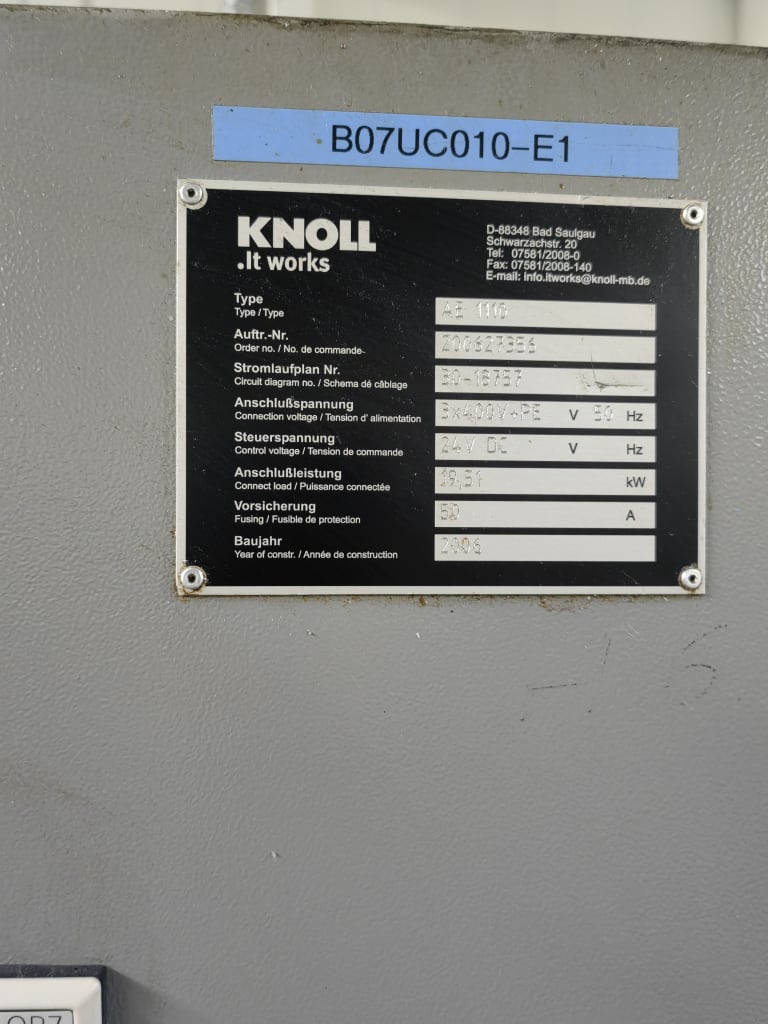 B07UC010-E1
KNOLL
.It works
D-88348 Bad Saulgau
Schwarzachstr. 20
Tel: 07581/2008-0
Fax: 07581/2008-140
E-mail: info.itworks@knoll-mb.de
Type
Type / Type
AE 1110
Auftr.-Nr.
Order no. / No. de commande
200627356
Stromlaufplan Nr.
Circuit diagram no. / Schema dé câblage
30-18757
Anschlußspannung
Connection voltage / Tension d' alimentation
3x400V+PE V 50 Hz
Steuerspannung
Control voltage / Tension de commande
24V DC V Hz
Anschlußleistung
Connect load / Puissance connectée
19,51 kW
Vorsicherung
Fusing / Fusible de protection
50 A
Baujahr
Year of constr. / Année de construction
2006